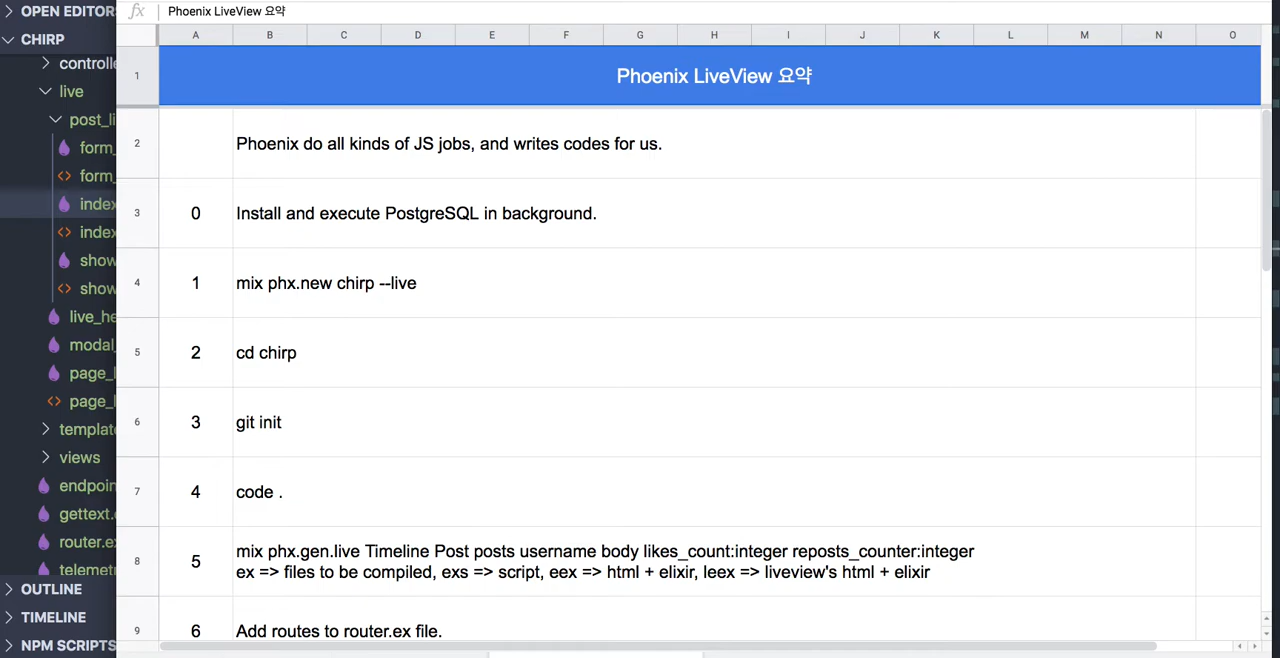 OPEN EDITOR
CHIRP
controlle
live
post_li
form_
form_
index
index
show
show
live_he
modal_
page_l
page_l
templat
views
endpoin
gettext.
router.ex
telemet
OUTLINE
TIMELINE
NPM SCRIPTS
fx Phoenix LiveView 요약
A B C D E F G H I J K L M N O
1 Phoenix LiveView 요약
2 Phoenix do all kinds of JS jobs, and writes codes for us.
3 0 Install and execute PostgreSQL in background.
4 1 mix phx.new chirp --live
5 2 cd chirp
6 3 git init
7 4 code .
8 5 mix phx.gen.live Timeline Post posts username body likes_count:integer reposts_counter:integer
ex => files to be compiled, exs => script, eex => html + elixir, leex => liveview's html + elixir
9 6 Add routes to router.ex file.